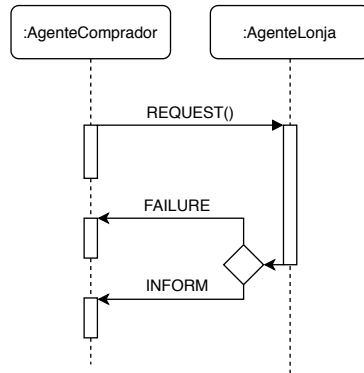 :AgenteComprador
:AgenteLonja
REQUEST()
FAILURE
INFORM